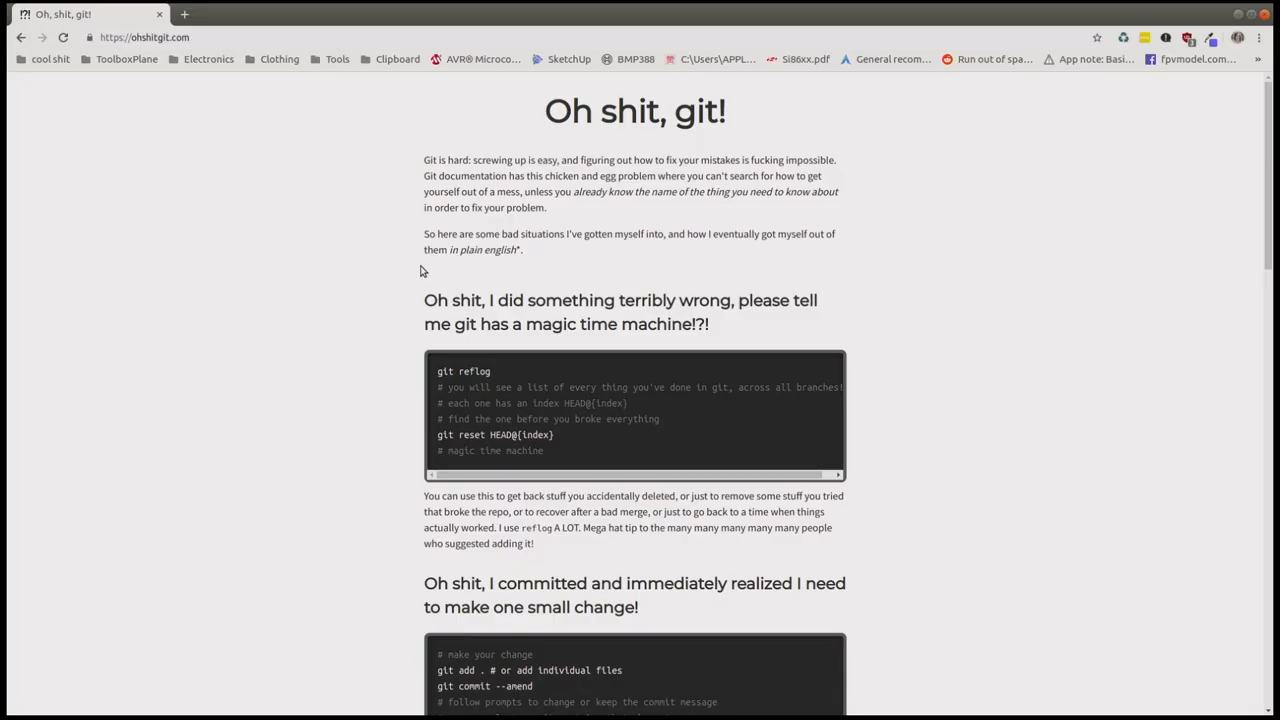 Oh, shit, git!
https://ohshitgit.com
cool shit ToolboxPlane Electronics Clothing Tools Clipboard AVR® Microco... SketchUp BMP388 C:\Users\APPL... Si86xx.pdf General recom... Run out of spa... App note: Basi... fpvmodel.com... »
Oh shit, git!
Git is hard: screwing up is easy, and figuring out how to fix your mistakes is fucking impossible.
Git documentation has this chicken and egg problem where you can't search for how to get
yourself out of a mess, unless you already know the name of the thing you need to know about
in order to fix your problem.
So here are some bad situations I've gotten myself into, and how I eventually got myself out of
them in plain english*.
Oh shit, I did something terribly wrong, please tell
me git has a magic time machine!?!
git reflog
# you will see a list of every thing you've done in git, across all branches!
# each one has an index HEAD@{index}
# find the one before you broke everything
git reset HEAD@{index}
# magic time machine
You can use this to get back stuff you accidentally deleted, or just to remove some stuff you tried
that broke the repo, or to recover after a bad merge, or just to go back to a time when things
actually worked. I use reflog A LOT. Mega hat tip to the many many many many many people
who suggested adding it!
Oh shit, I committed and immediately realized I need
to make one small change!
# make your change
git add . # or add individual files
git commit --amend
# follow prompts to change or keep the commit message